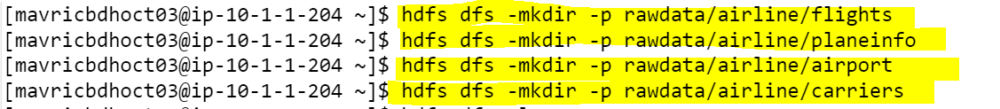 [mavricbdhoct03@ip-10-1-1-204 ~]$ hdfs dfs -mkdir -p rawdata/airline/flights
[mavricbdhoct03@ip-10-1-1-204 ~]$ hdfs dfs -mkdir -p rawdata/airline/planeinfo
[mavricbdhoct03@ip-10-1-1-204 ~]$ hdfs dfs -mkdir -p rawdata/airline/airport
[mavricbdhoct03@ip-10-1-1-204 ~]$ hdfs dfs -mkdir -p rawdata/airline/carriers